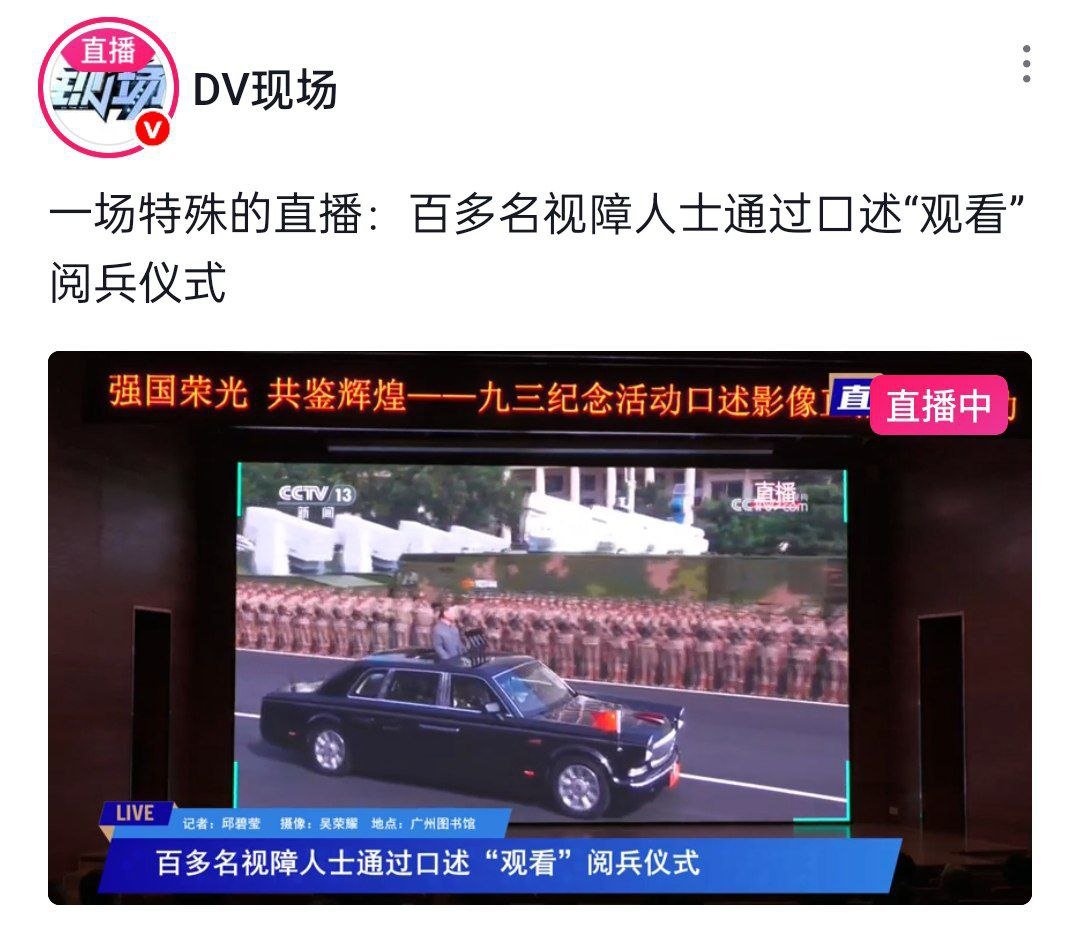 直播
现场
V
DV现场
一场特殊的直播：百多名视障人士通过口述“观看”
阅兵仪式
强国荣光 共鉴辉煌——九三纪念活动口述影像
直
直播中
CCTV 13
新闻
直播
LIVE
记者：邱碧莹 摄像：吴荣耀 地点：广州图书馆
百多名视障人士通过口述“观看”阅兵仪式